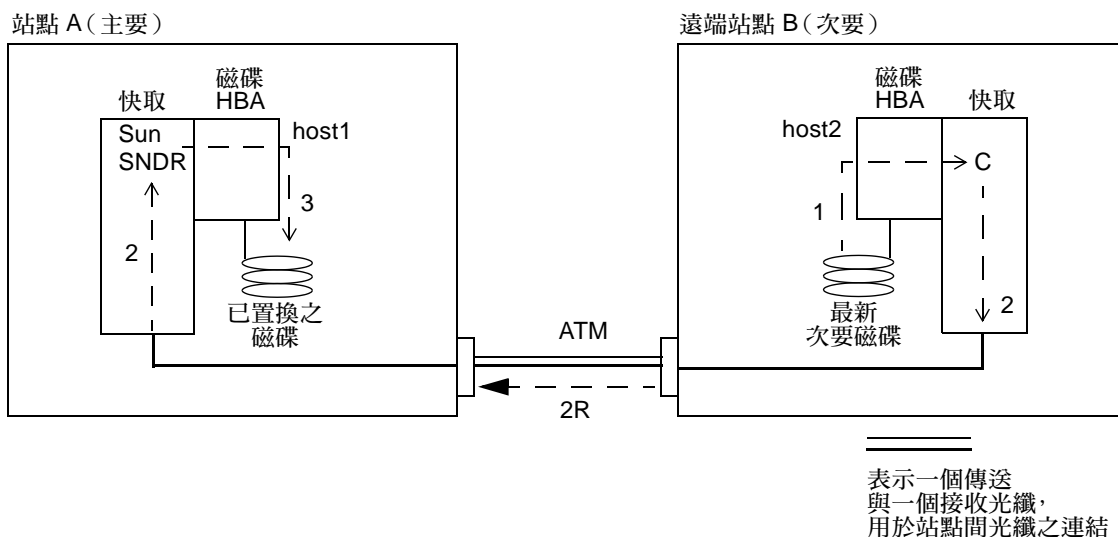 站點 A（主要）
遠端站點 B（次要）
快取
磁碟
HBA
Sun
SNDR
host1
3
2
已置換之
磁碟
ATM
2R
磁碟
HBA
快取
host2
C
1
2
最新
次要磁碟
表示一個傳送
與一個接收光纖，
用於站點間光纖之連結